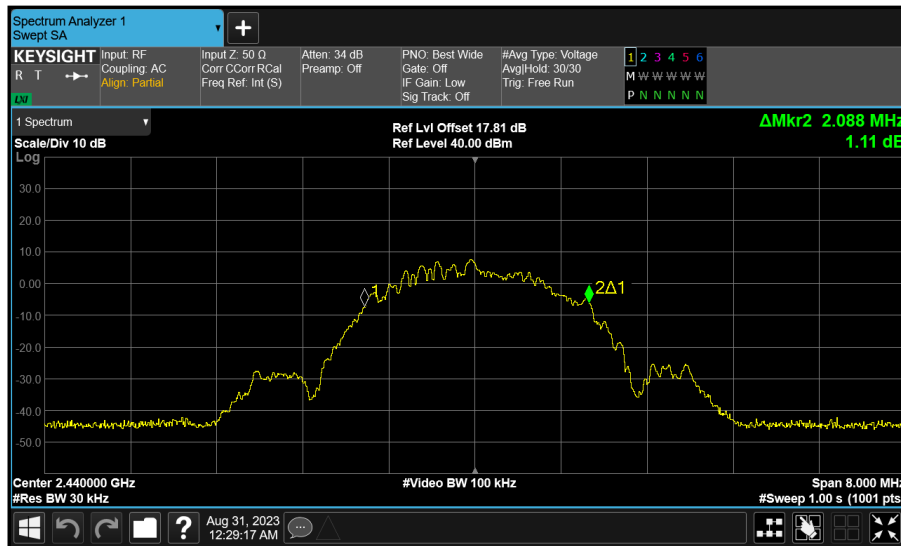 Spectrum Analyzer 1
Swept SA
KEYSIGHT
R T
LXI
Input: RF
Coupling: AC
Align: Partial
Input Z: 50 Ω
Corr CCorr RCal
Freq Ref: Int (S)
Atten: 34 dB
Preamp: Off
PNO: Best Wide
Gate: Off
IF Gain: Low
Sig Track: Off
#Avg Type: Voltage
Avg|Hold: 30/30
Trig: Free Run
1 2 3 4 5 6
M W W W W W
P N N N N N
1 Spectrum
Scale/Div 10 dB
Log
Ref Lvl Offset 17.81 dB
Ref Level 40.00 dBm
ΔMkr2 2.088 MHz
1.11 dB
30.0
20.0
10.0
0.00
-10.0
-20.0
-30.0
-40.0
-50.0
1
2Δ1
Center 2.440000 GHz
#Res BW 30 kHz
#Video BW 100 kHz
Span 8.000 MHz
#Sweep 1.00 s (1001 pts
?
Aug 31, 2023
12:29:17 AM